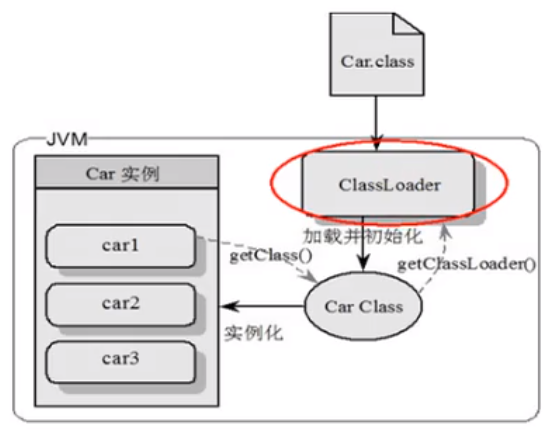 Car.class
JVM
Car 实例
ClassLoader
加载并初始化
car1
getClass()
getClassLoader()
car2
Car Class
实例化
car3